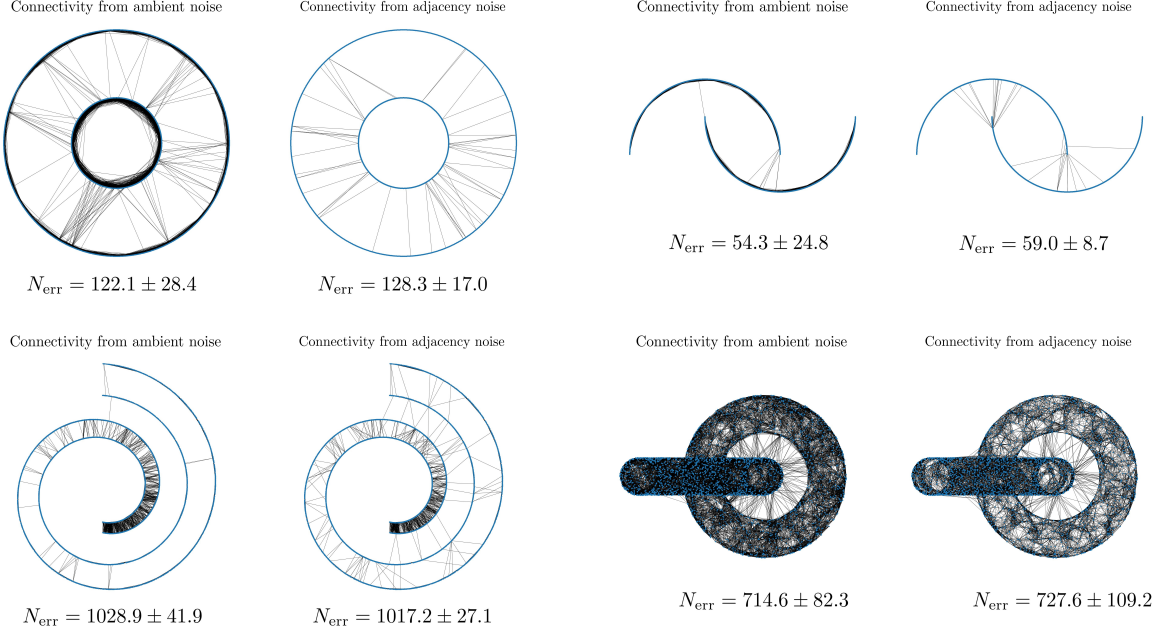 Connectivity from ambient noise
Connectivity from adjacency noise
Connectivity from ambient noise
Connectivity from adjacency noise
N_err = 122.1 ± 28.4
N_err = 128.3 ± 17.0
N_err = 54.3 ± 24.8
N_err = 59.0 ± 8.7
Connectivity from ambient noise
Connectivity from adjacency noise
Connectivity from ambient noise
Connectivity from adjacency noise
N_err = 1028.9 ± 41.9
N_err = 1017.2 ± 27.1
N_err = 714.6 ± 82.3
N_err = 727.6 ± 109.2